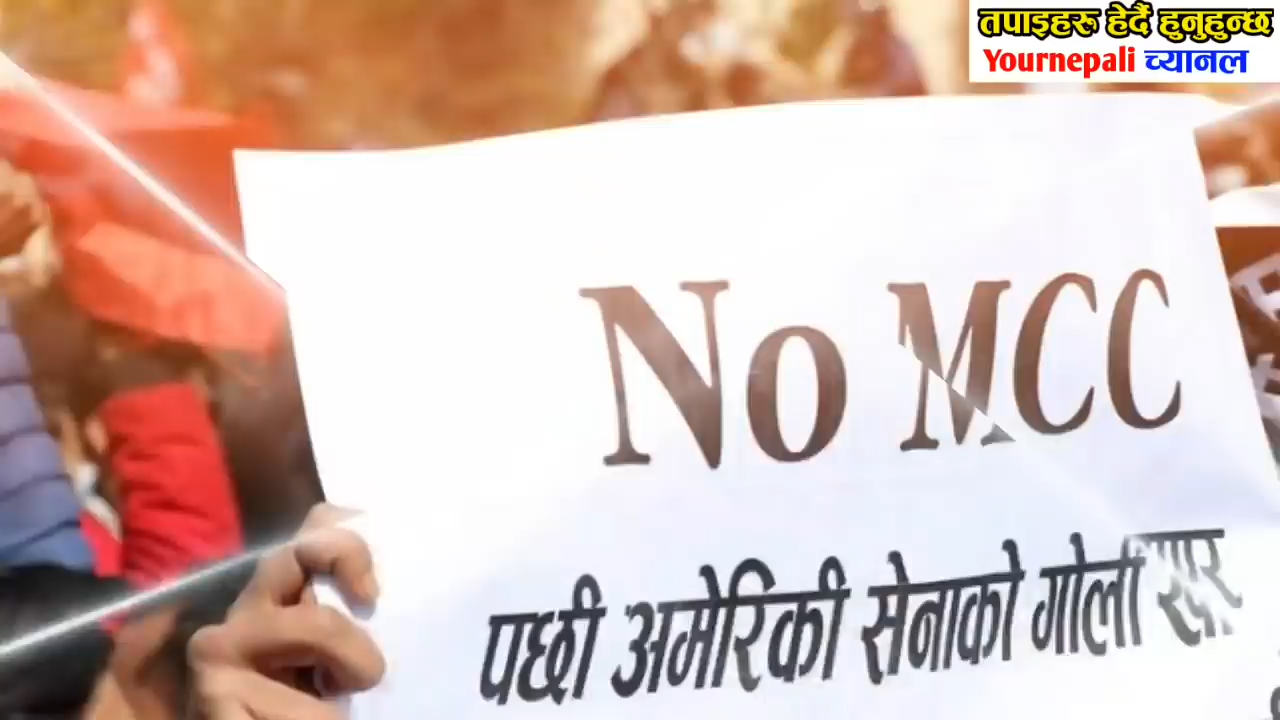 तपाइहरू हेर्दै हुनुहुन्छ
Yournepali च्यानल
No MCC
पछी अमेरिकी सेनाको गोली